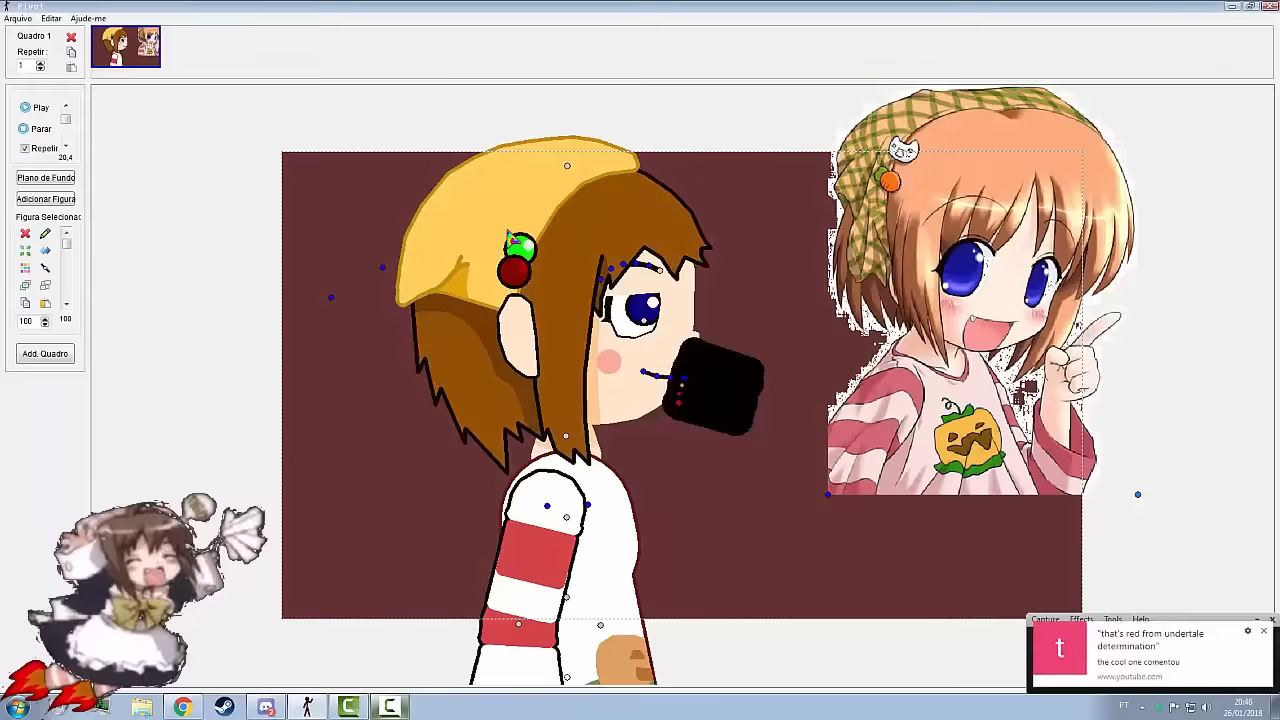 Pivot
Arquivo Editar Ajude-me
Quadro 1
Repetir :
1
Play
Parar
Repetir
20,4
Plano de Fundo
Adicionar Figura
Figura Selecionac
100 100
Add. Quadro
Capture Effects Tools Help
t
"that's red from undertale
determination"
the cool one comentou
www.youtube.com
PT
20:46
26/01/2018